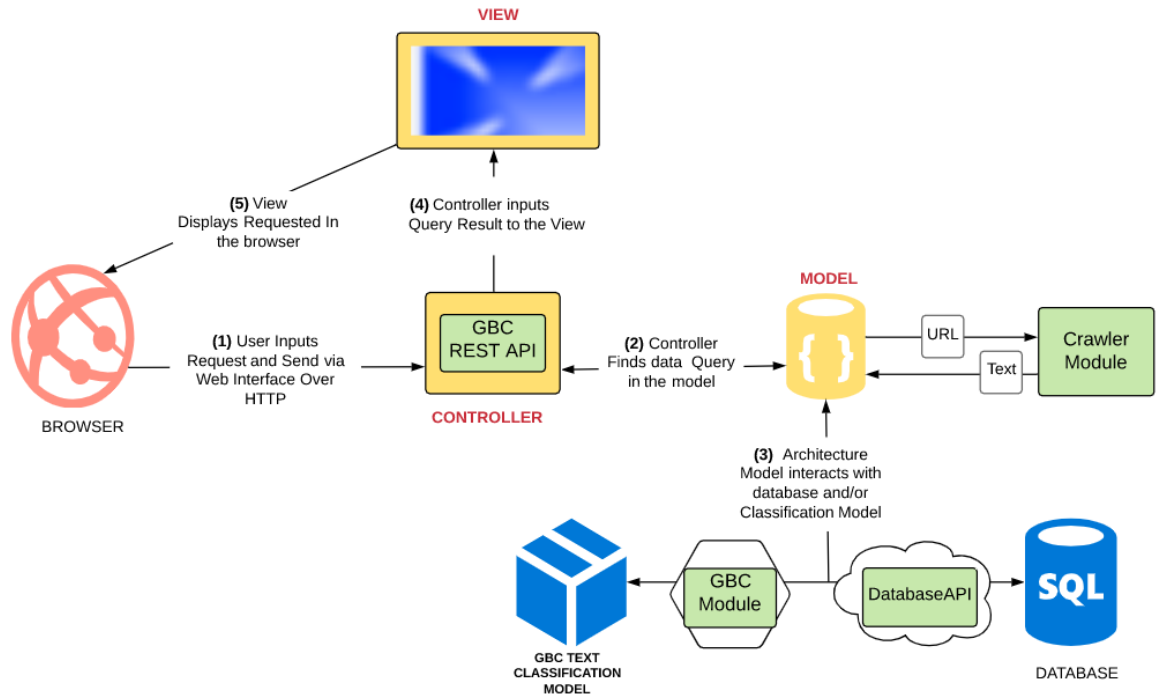 VIEW
(5) View
Displays Requested In
the browser
(4) Controller inputs
Query Result to the View
MODEL
(1) User Inputs
Request and Send via
Web Interface Over
HTTP
GBC
REST API
(2) Controller
Finds data Query
in the model
{ }
URL
Text
Crawler
Module
BROWSER
CONTROLLER
(3) Architecture
Model interacts with
database and/or
Classification Model
GBC
Module
DatabaseAPI
SQL
GBC TEXT
CLASSIFICATION
MODEL
DATABASE